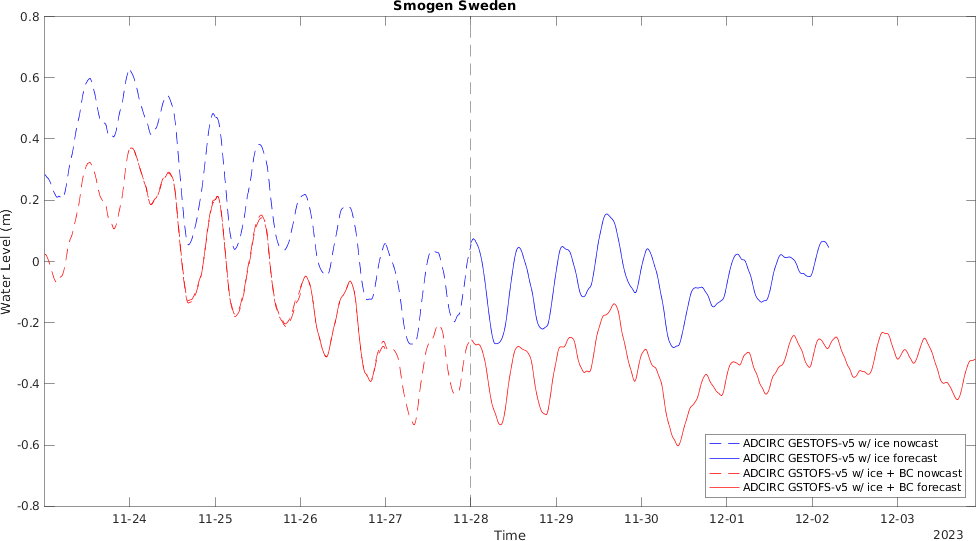 Smogen Sweden
0.8
0.6
0.4
0.2
0
-0.2
-0.4
-0.6
-0.8
Water Level (m)
11-24
11-25
11-26
11-27
11-28
11-29
11-30
12-01
12-02
12-03
Time
2023
ADCIRC GESTOFS-v5 w/ ice nowcast
ADCIRC GESTOFS-v5 w/ ice forecast
ADCIRC GSTOFS-v5 w/ ice + BC nowcast
ADCIRC GSTOFS-v5 w/ ice + BC forecast